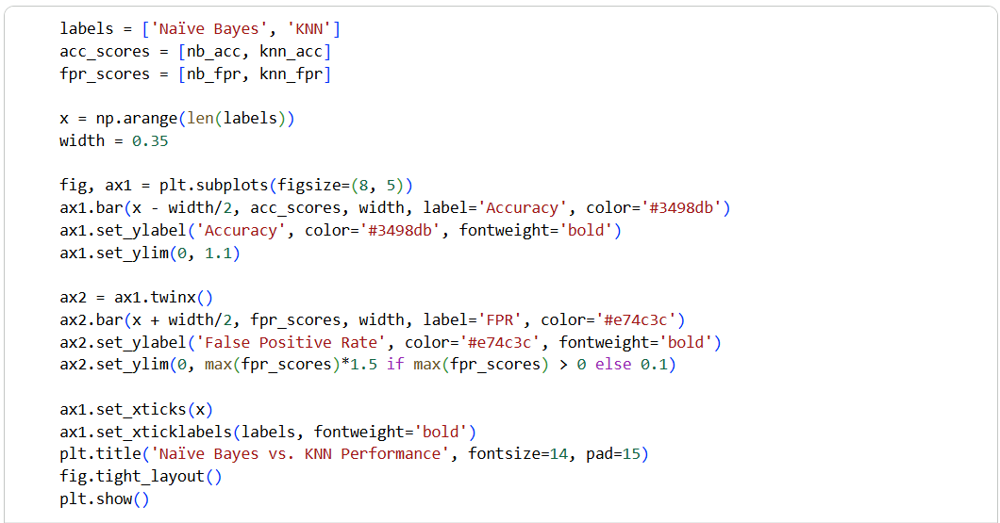 labels = ['Naïve Bayes', 'KNN']
acc_scores = [nb_acc, knn_acc]
fpr_scores = [nb_fpr, knn_fpr]
x = np.arange(len(labels))
width = 0.35
fig, ax1 = plt.subplots(figsize=(8, 5))
ax1.bar(x - width/2, acc_scores, width, label='Accuracy', color='#3498db')
ax1.set_ylabel('Accuracy', color='#3498db', fontweight='bold')
ax1.set_ylim(0, 1.1)
ax2 = ax1.twinx()
ax2.bar(x + width/2, fpr_scores, width, label='FPR', color='#e74c3c')
ax2.set_ylabel('False Positive Rate', color='#e74c3c', fontweight='bold')
ax2.set_ylim(0, max(fpr_scores)*1.5 if max(fpr_scores) > 0 else 0.1)
ax1.set_xticks(x)
ax1.set_xticklabels(labels, fontweight='bold')
plt.title('Naïve Bayes vs. KNN Performance', fontsize=14, pad=15)
fig.tight_layout()
plt.show()